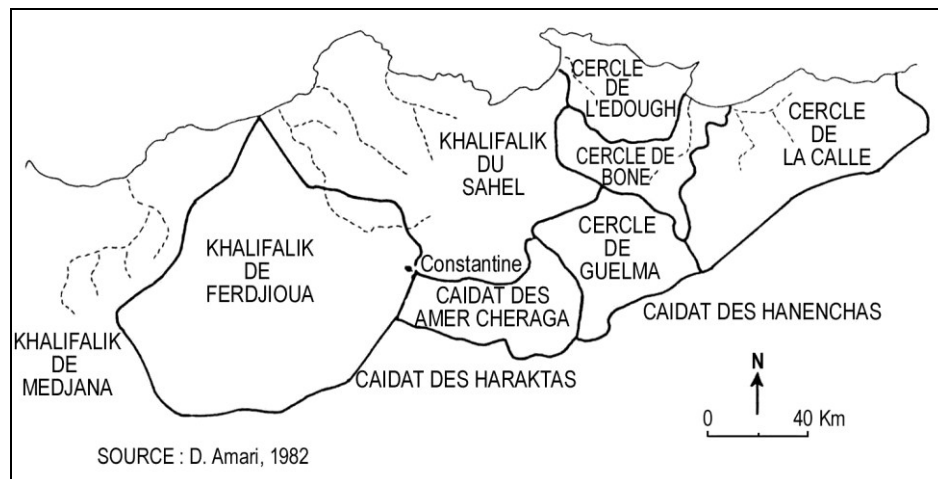 CERCLE
DE
L'EDOUGH
CERCLE
DE
LA CALLE
KHALIFALIK
DU
SAHEL
CERCLE DE
BONE
KHALIFALIK
DE
FERDJIOUA
CERCLE
DE
GUELMA
Constantine
CAIDAT DES
AMER CHERAGA
CAIDAT DES HANENCHAS
KHALIFALIK
DE
MEDJANA
CAIDAT DES HARAKTAS
N
0 40 Km
SOURCE : D. Amari, 1982